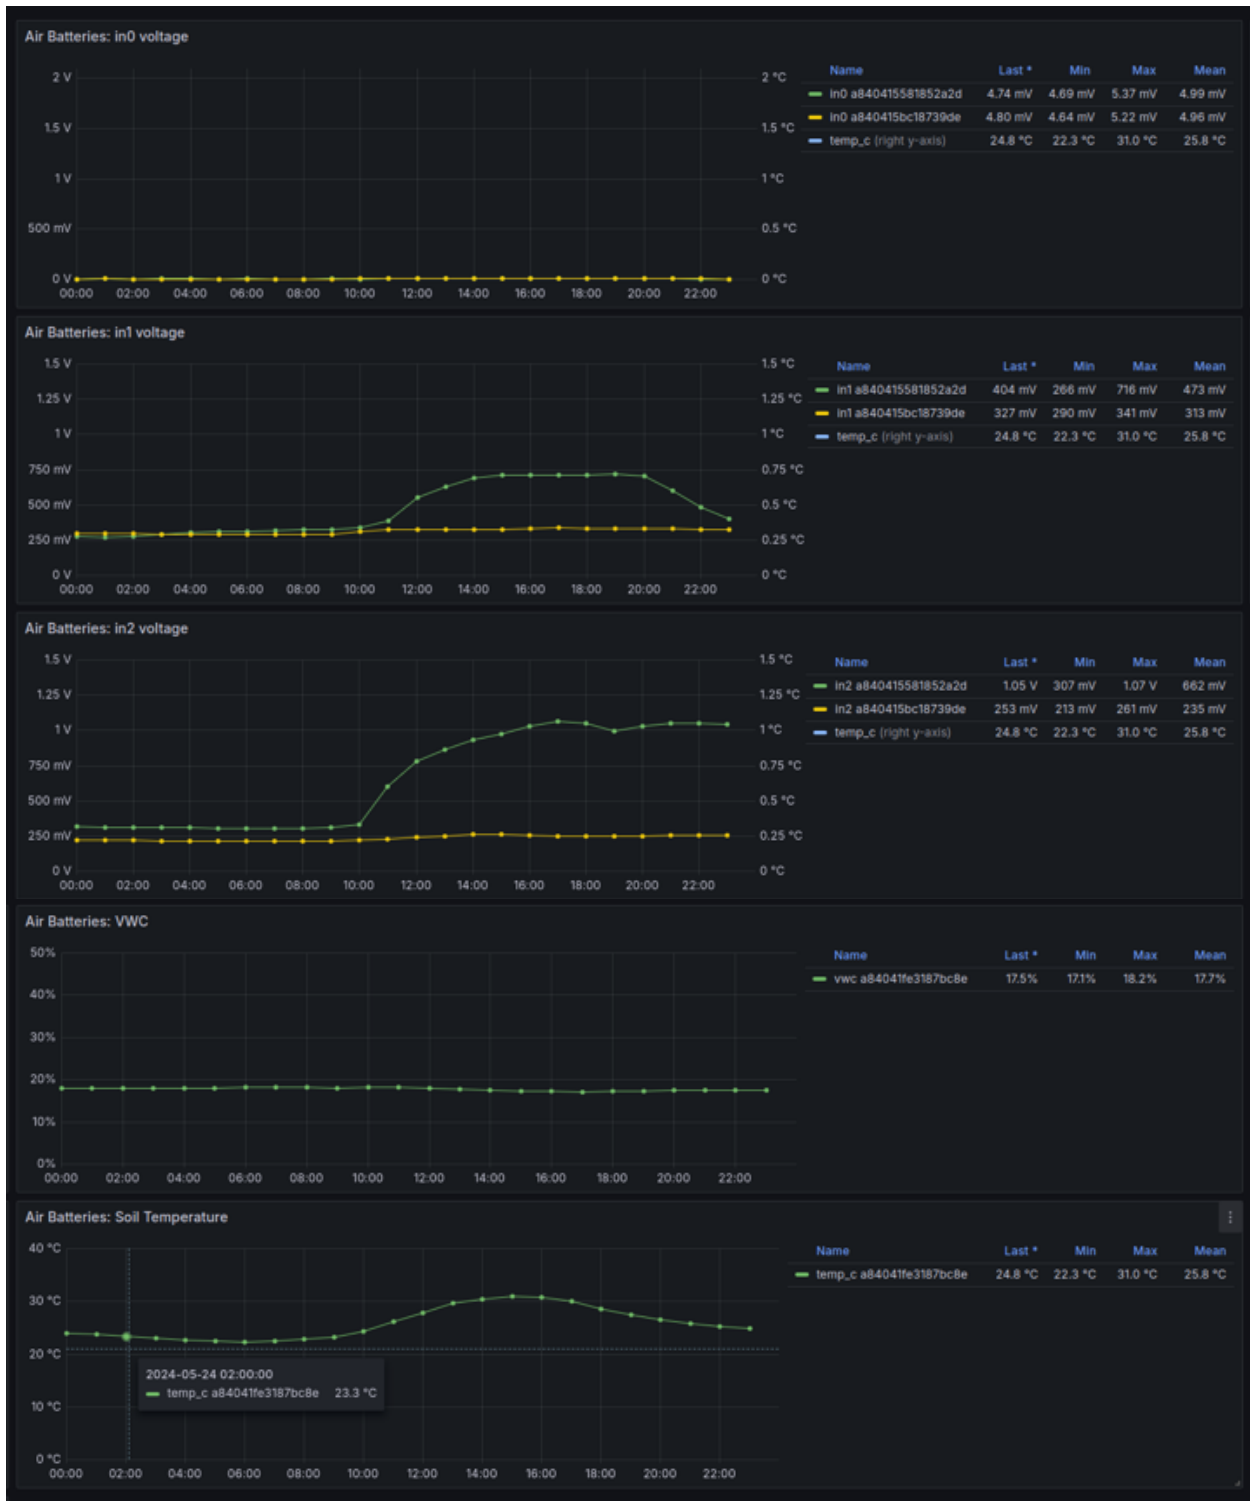 Air Batteries: in0 voltage
2 V
1.5 V
1 V
500 mV
0 V
2 °C
1.5 °C
1 °C
0.5 °C
0 °C
00:00 02:00 04:00 06:00 08:00 10:00 12:00 14:00 16:00 18:00 20:00 22:00
Name Last * Min Max Mean
in0 a840415581852a2d 4.74 mV 4.69 mV 5.37 mV 4.99 mV
in0 a840415bc18739de 4.80 mV 4.64 mV 5.22 mV 4.96 mV
temp_c (right y-axis) 24.8 °C 22.3 °C 31.0 °C 25.8 °C
Air Batteries: in1 voltage
1.5 V
1.25 V
1 V
750 mV
500 mV
250 mV
0 V
1.5 °C
1.25 °C
1 °C
0.75 °C
0.5 °C
0.25 °C
0 °C
00:00 02:00 04:00 06:00 08:00 10:00 12:00 14:00 16:00 18:00 20:00 22:00
Name Last * Min Max Mean
in1 a840415581852a2d 404 mV 266 mV 716 mV 473 mV
in1 a840415bc18739de 327 mV 290 mV 341 mV 313 mV
temp_c (right y-axis) 24.8 °C 22.3 °C 31.0 °C 25.8 °C
Air Batteries: in2 voltage
1.5 V
1.25 V
1 V
750 mV
500 mV
250 mV
0 V
1.5 °C
1.25 °C
1 °C
0.75 °C
0.5 °C
0.25 °C
0 °C
00:00 02:00 04:00 06:00 08:00 10:00 12:00 14:00 16:00 18:00 20:00 22:00
Name Last * Min Max Mean
in2 a840415581852a2d 1.05 V 307 mV 1.07 V 662 mV
in2 a840415bc18739de 253 mV 213 mV 261 mV 235 mV
temp_c (right y-axis) 24.8 °C 22.3 °C 31.0 °C 25.8 °C
Air Batteries: VWC
50%
40%
30%
20%
10%
0%
00:00 02:00 04:00 06:00 08:00 10:00 12:00 14:00 16:00 18:00 20:00 22:00
Name Last * Min Max Mean
vwc a84041fe3187bc8e 17.5% 17.1% 18.2% 17.7%
Air Batteries: Soil Temperature
40 °C
30 °C
20 °C
10 °C
0 °C
00:00 02:00 04:00 06:00 08:00 10:00 12:00 14:00 16:00 18:00 20:00 22:00
2024-05-24 02:00:00
temp_c a84041fe3187bc8e 23.3 °C
Name Last * Min Max Mean
temp_c a84041fe3187bc8e 24.8 °C 22.3 °C 31.0 °C 25.8 °C